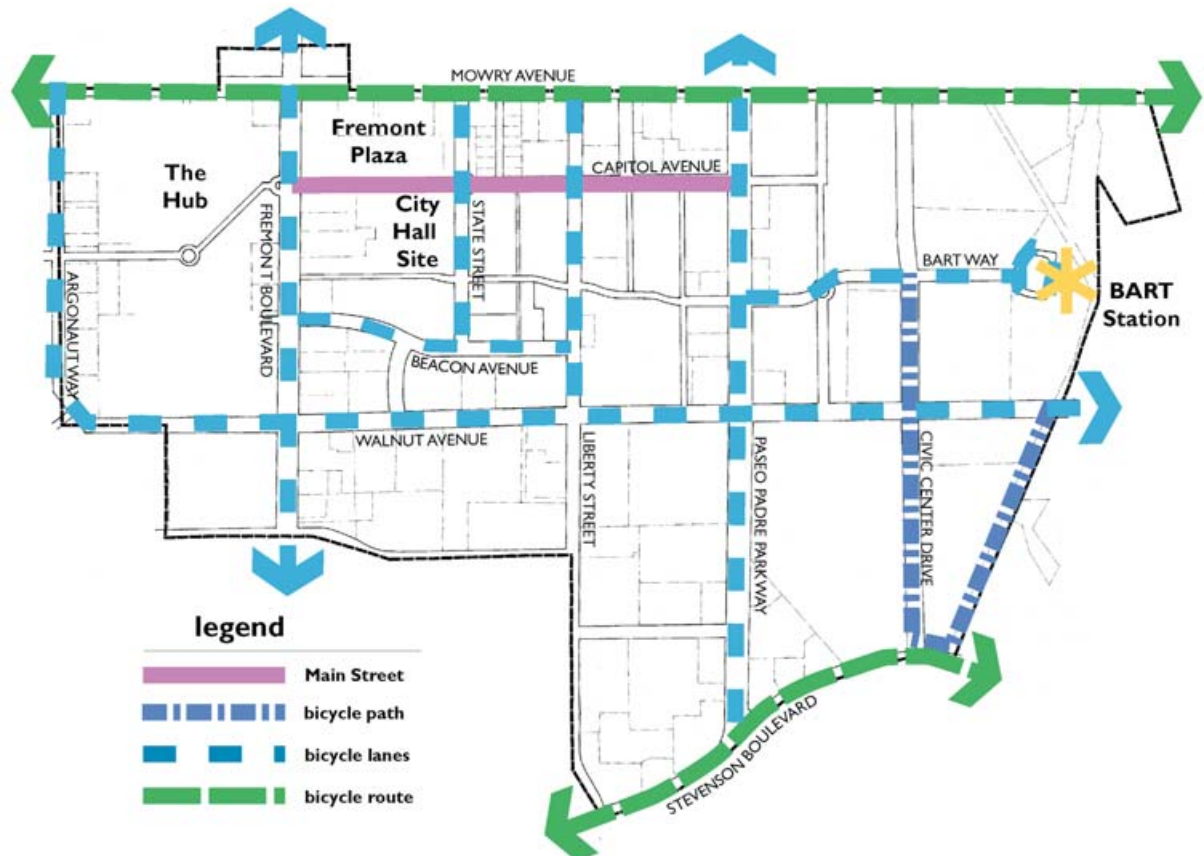 MOWRY AVENUE
Fremont
Plaza
The
Hub
CAPITOL AVENUE
City
Hall
Site
STATE STREET
FREMONT BOULEVARD
ARGONAUT WAY
BART WAY
BART
Station
BEACON AVENUE
WALNUT AVENUE
LIBERTY STREET
PASEO PADRE PARKWAY
CIVIC CENTER DRIVE
STEVENSON BOULEVARD
legend
Main Street
bicycle path
bicycle lanes
bicycle route